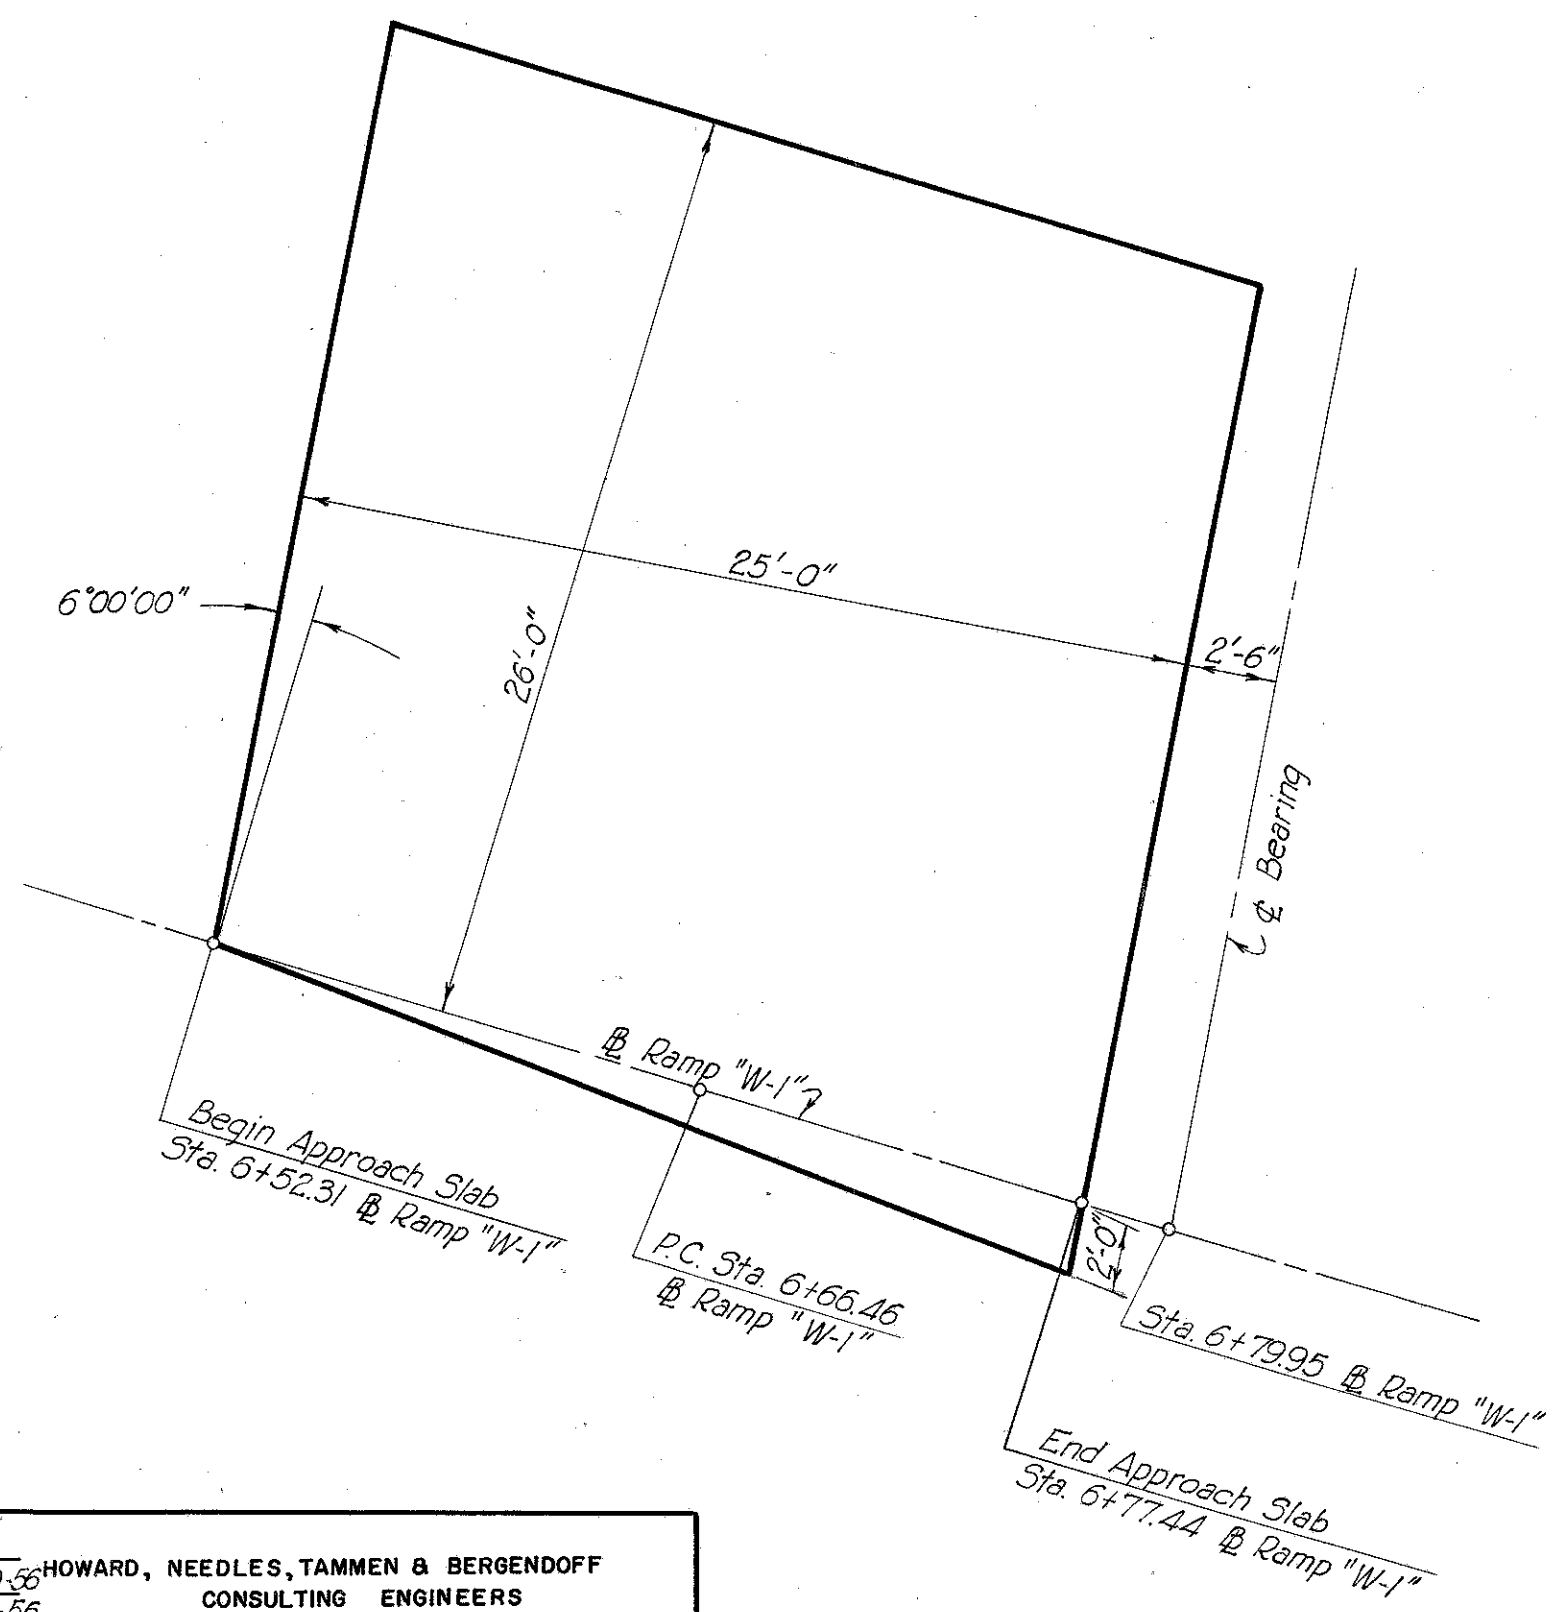 25'-0"
6°00'00"
26'-0"
2'-6"
℄ Bearing
℄ Ramp "W-1"
Begin Approach Slab
Sta. 6+52.31 ℄ Ramp "W-1"
P.C. Sta. 6+66.46
℄ Ramp "W-1"
2'-0"
Sta. 6+79.95 ℄ Ramp "W-1"
End Approach Slab
Sta. 6+77.44 ℄ Ramp "W-1"
HOWARD, NEEDLES, TAMMEN & BERGENDOFF
CONSULTING ENGINEERS